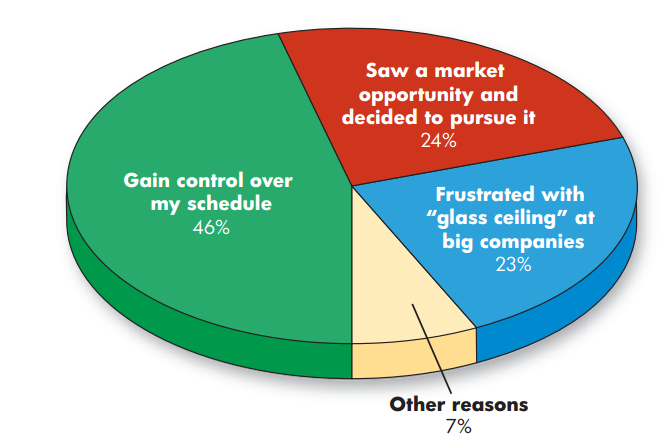 Saw a market
opportunity and
decided to pursue it
24%
Gain control over
my schedule
46%
Frustrated with
“glass ceiling” at
big companies
23%
Other reasons
7%